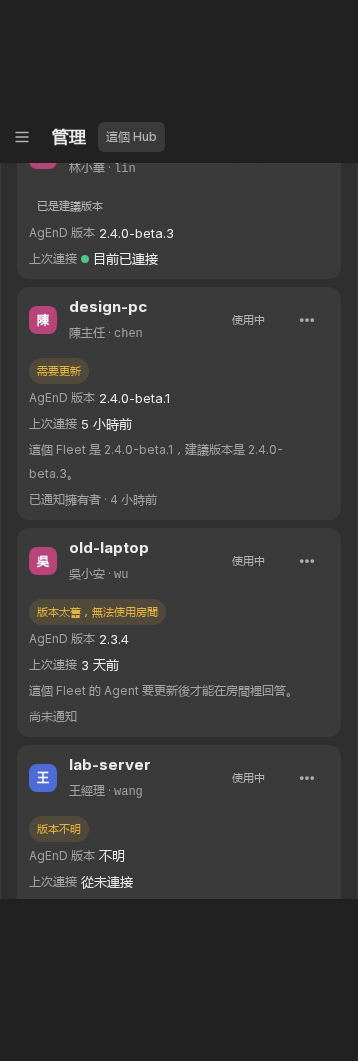 管理 這個 Hub
林小華 · lin
已是建議版本
AgEnD 版本 2.4.0-beta.3
上次連接 目前已連接
陳 design-pc 使用中
陳主任 · chen
需要更新
AgEnD 版本 2.4.0-beta.1
上次連接 5 小時前
這個 Fleet 是 2.4.0-beta.1，建議版本是 2.4.0-
beta.3。
已通知擁有者 · 4 小時前
吳 old-laptop 使用中
吳小安 · wu
版本太舊，無法使用房間
AgEnD 版本 2.3.4
上次連接 3 天前
這個 Fleet 的 Agent 要更新後才能在房間裡回答。
尚未通知
王 lab-server 使用中
王經理 · wang
版本不明
AgEnD 版本 不明
上次連接 從未連接